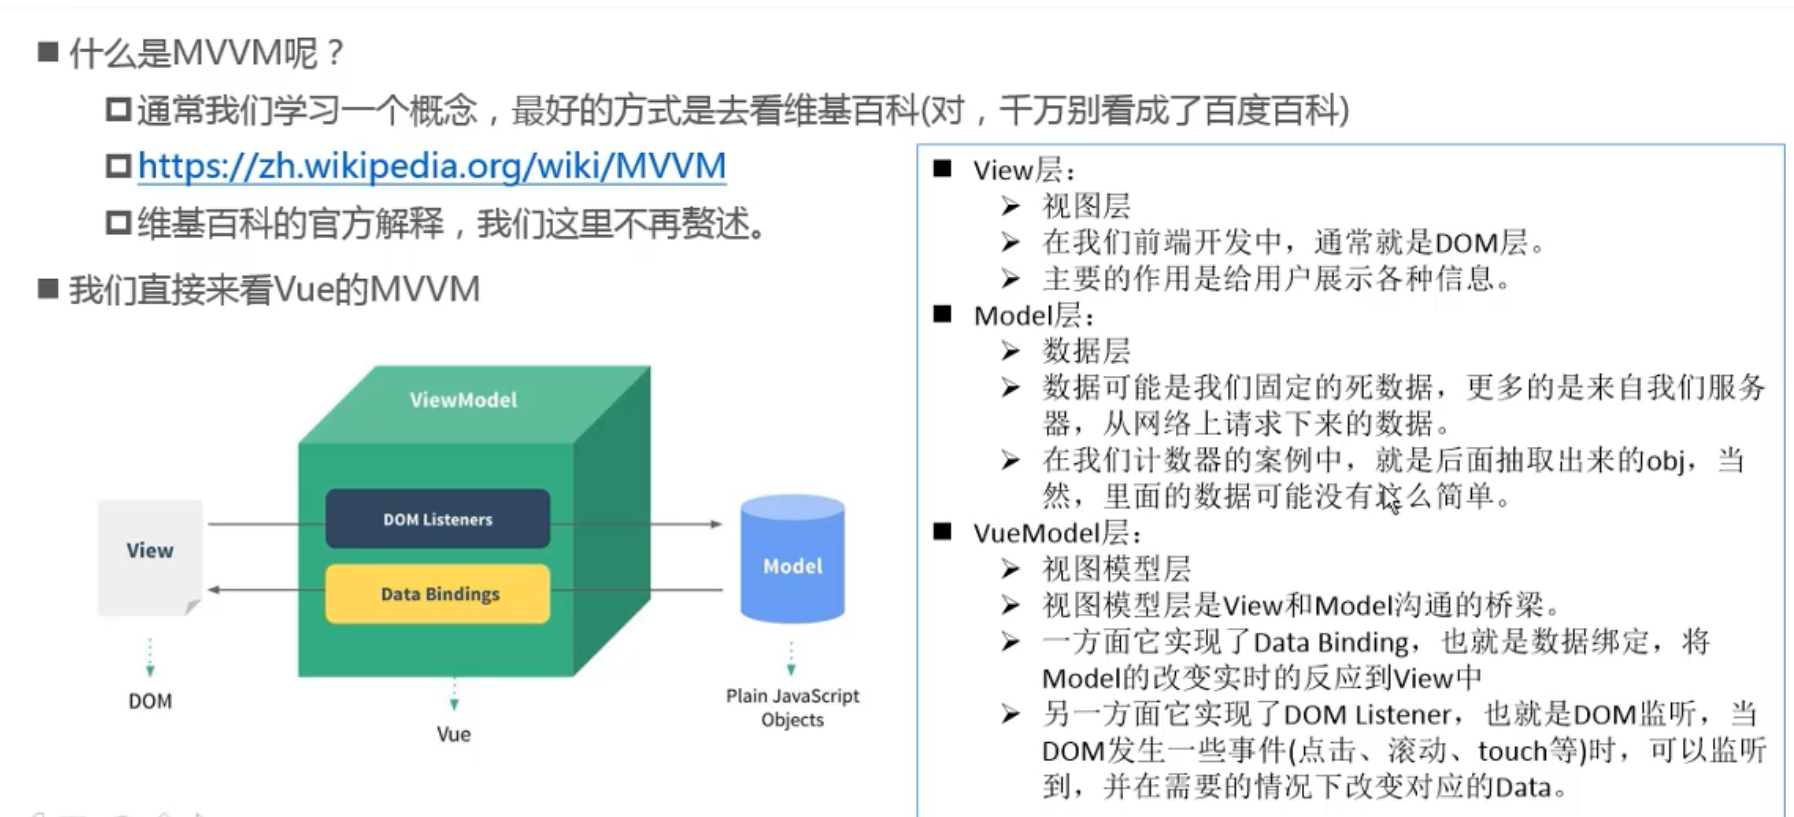 什么是MVVM呢？
通常我们学习一个概念，最好的方式是去看维基百科(对，千万别看成了百度百科)
https://zh.wikipedia.org/wiki/MVVM
维基百科的官方解释，我们这里不再赘述。
我们直接来看Vue的MVVM
ViewModel
DOM Listeners
View
Model
Data Bindings
DOM
Plain JavaScript
Objects
Vue
View层：
视图层
在我们前端开发中，通常就是DOM层。
主要的作用是给用户展示各种信息。
Model层：
数据层
数据可能是我们固定的死数据，更多的是来自我们服务
器，从网络上请求下来的数据。
在我们计数器的案例中，就是后面抽取出来的obj，当
然，里面的数据可能没有这么简单。
VueModel层：
视图模型层
视图模型层是View和Model沟通的桥梁。
一方面它实现了Data Binding，也就是数据绑定，将
Model的改变实时的反应到View中
另一方面它实现了DOM Listener，也就是DOM监听，当
DOM发生一些事件(点击、滚动、touch等)时，可以监听
到，并在需要的情况下改变对应的Data。